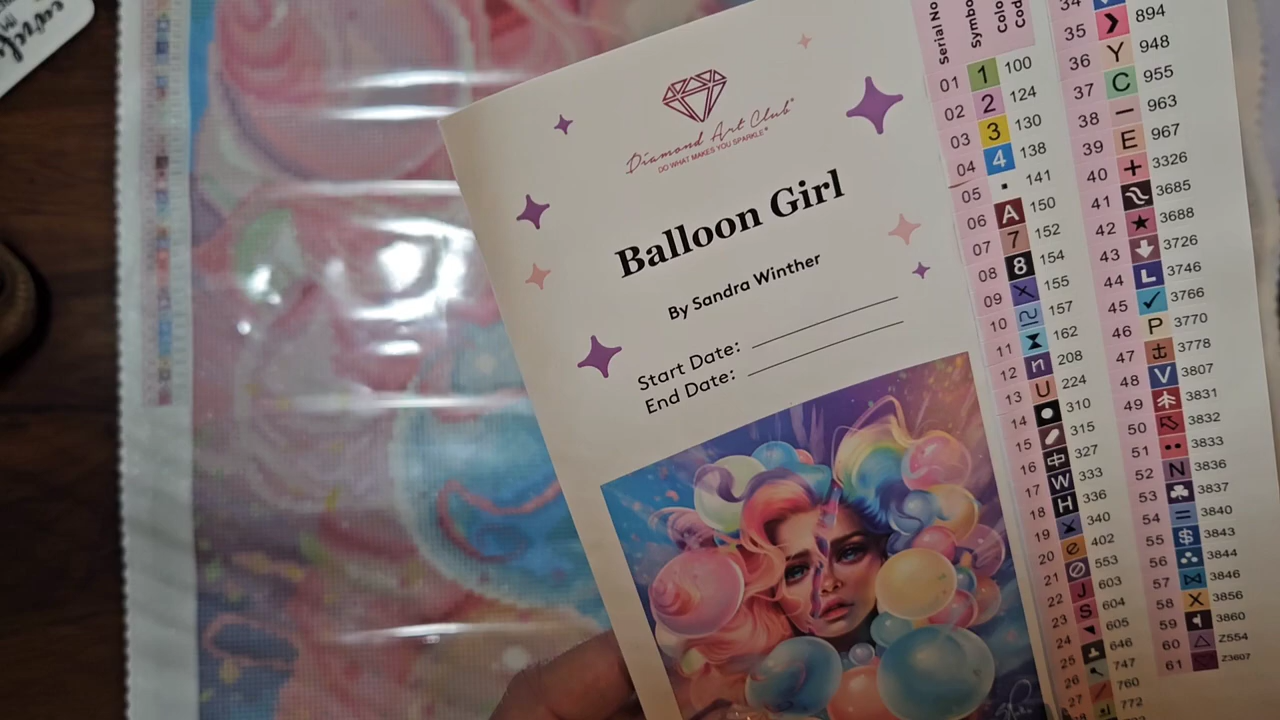 Diamond Art Club®
DO WHAT MAKES YOU SPARKLE®
Balloon Girl
By Sandra Winther
Start Date:
End Date:
Serial No
Symbo
Colo
Cod
01 1 100
02 2 124
03 3 130
04 4 138
05 ▪ 141
06 A 150
07 7 152
08 8 154
09 X 155
10 157
11 162
12 n 208
13 U 224
14 ● 310
15 315
16 中 327
17 W 333
18 H 336
19 340
20 e 402
21 ⊘ 553
22 J 603
23 S 604
24 605
25 646
26 747
27 / 760
772
34
35 894
36 Y 948
37 C 955
38 — 963
39 E 967
40 + 3326
41 3685
42 ★ 3688
43 3726
44 L 3746
45 ✓ 3766
46 P 3770
47 ⚓ 3778
48 V 3807
49 3831
50 3832
51 •• 3833
52 N 3836
53 ♣ 3837
54 = 3840
55 $ 3843
56 3844
57 ⋈ 3846
58 X 3856
59 3860
60 △ Z554
61 Z3607